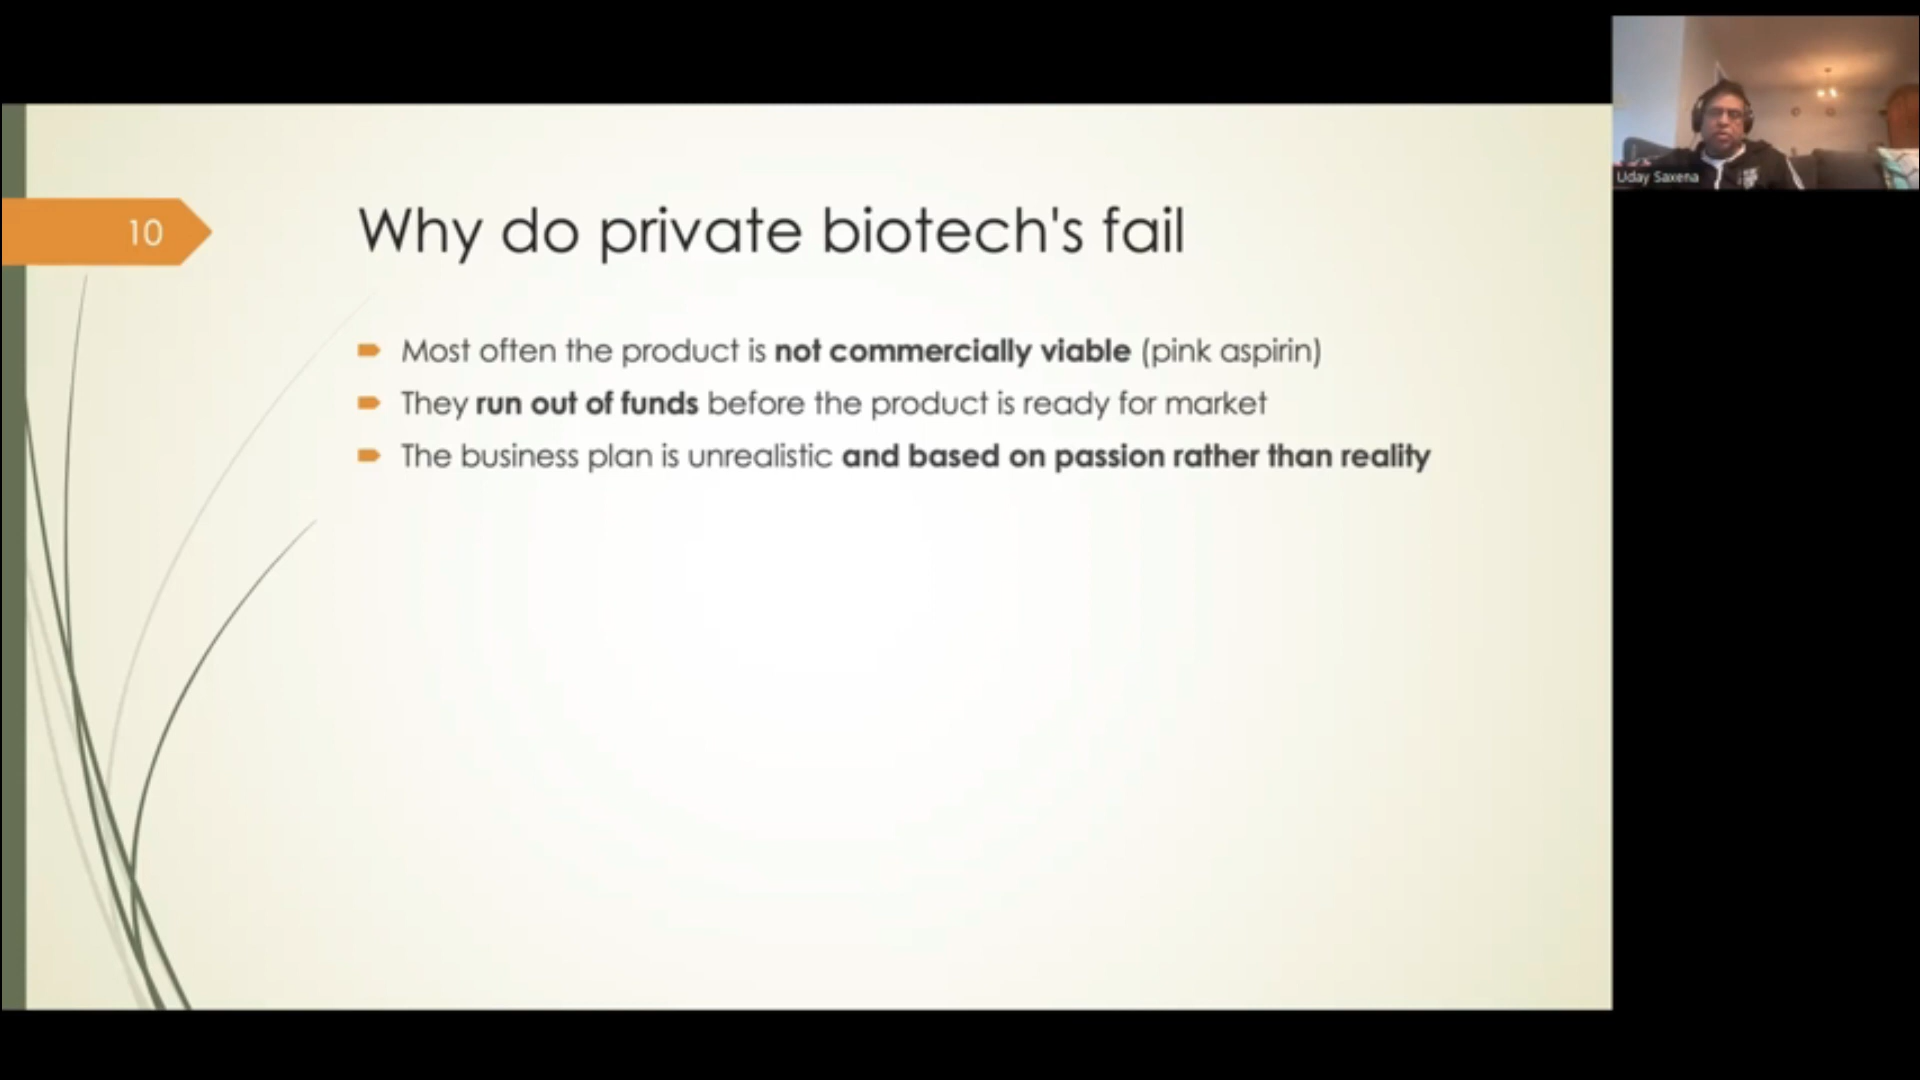 10
Why do private biotech's fail
Most often the product is not commercially viable (pink aspirin)
They run out of funds before the product is ready for market
The business plan is unrealistic and based on passion rather than reality
Uday Saxena